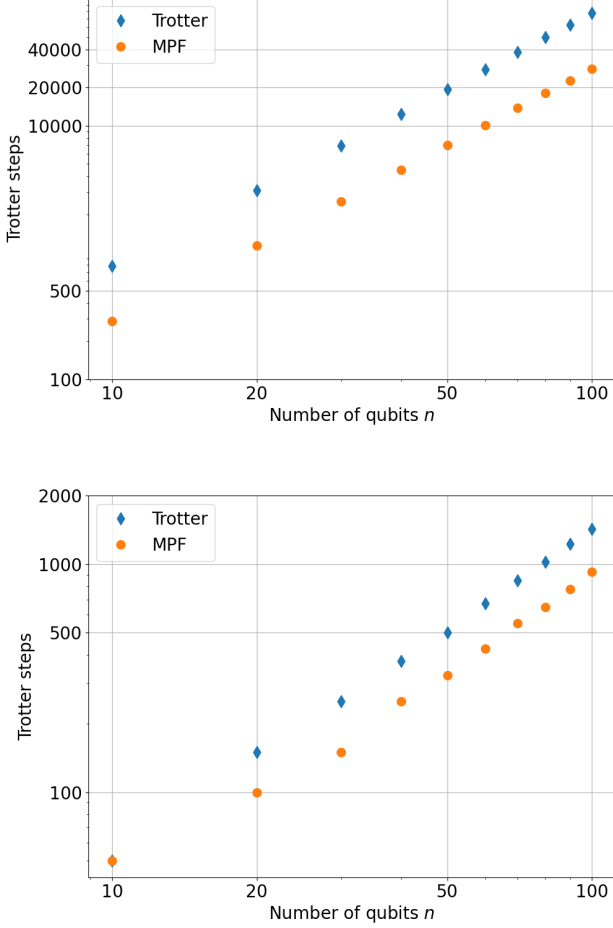 Trotter
MPF
40000
20000
10000
500
100
Trotter steps
10 20 50 100
Number of qubits n
2000
Trotter
MPF
1000
500
100
Trotter steps
10 20 50 100
Number of qubits n